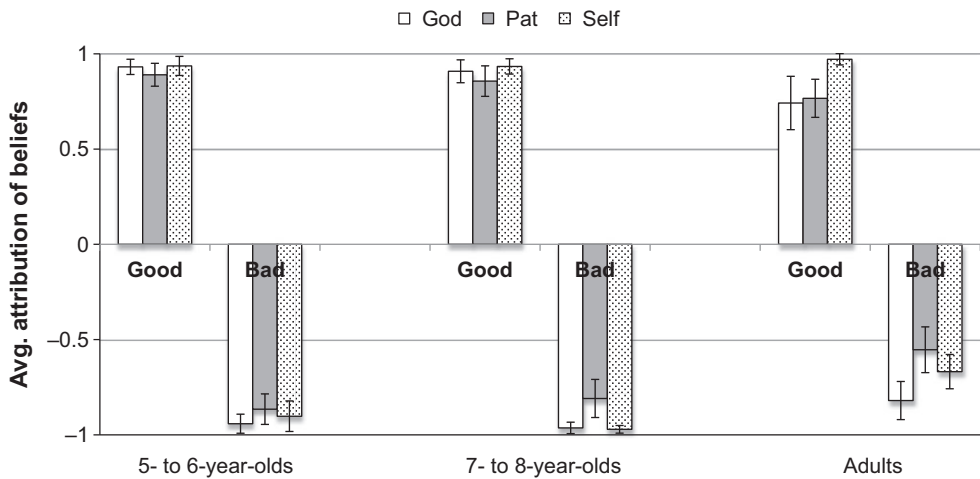 God Pat Self
Avg. attribution of beliefs
1
0.5
0
–0.5
–1
Good Bad Good Bad Good Bad
5- to 6-year-olds 7- to 8-year-olds Adults